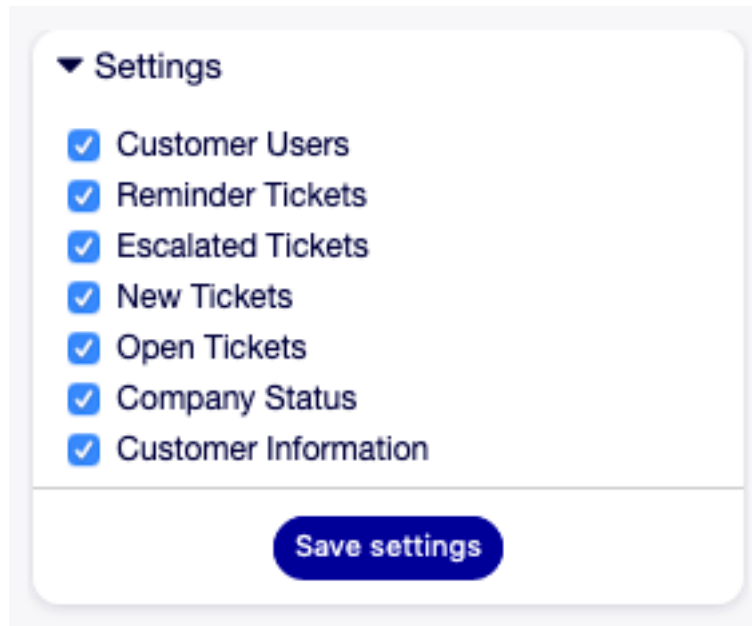 Settings
Customer Users
Reminder Tickets
Escalated Tickets
New Tickets
Open Tickets
Company Status
Customer Information
Save settings